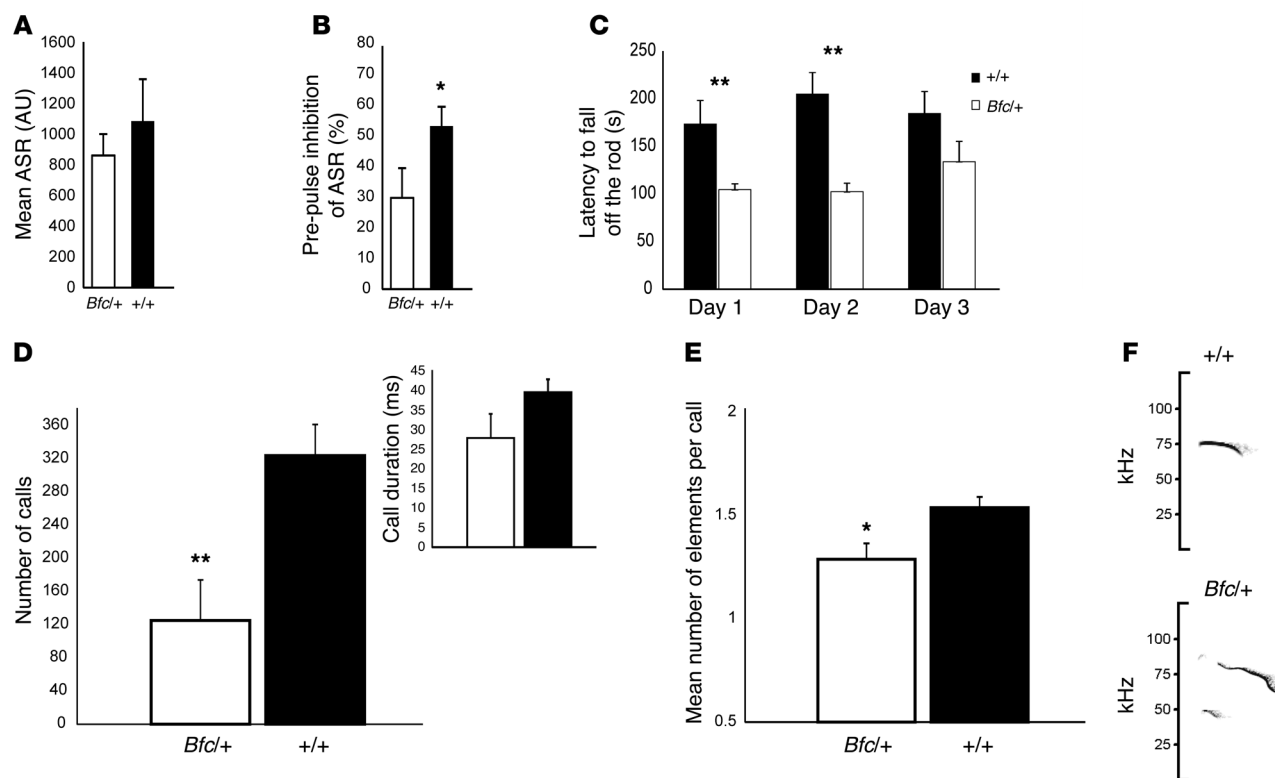 A
Mean ASR (AU)
1600
1400
1200
1000
800
600
400
200
0
Bfc/+ +/+
B
Pre-pulse inhibition
of ASR (%)
80
70
60
50
40
30
20
10
0
*
Bfc/+ +/+
C
Latency to fall
off the rod (s)
250
200
150
100
50
0
**
**
+/+
Bfc/+
Day 1 Day 2 Day 3
D
Number of calls
360
320
280
240
200
160
120
80
40
0
**
Bfc/+ +/+
Call duration (ms)
45
40
35
30
25
20
15
10
5
0
E
Mean number of elements per call
2
1.5
1
0.5
*
Bfc/+ +/+
F
+/+
kHz
100
75
50
25
Bfc/+
kHz
100
75
50
25